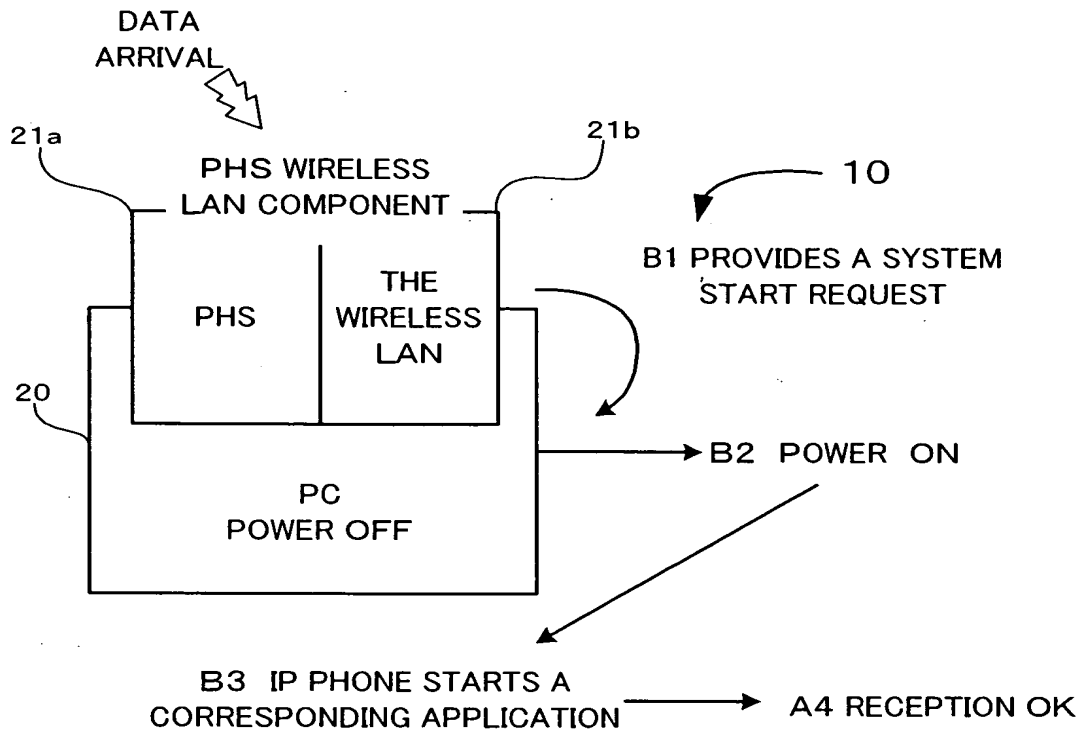 DATA
ARRIVAL
21a
21b
PHS WIRELESS
LAN COMPONENT
10
B1 PROVIDES A SYSTEM
START REQUEST
PHS
THE
WIRELESS
LAN
20
B2 POWER ON
PC
POWER OFF
B3 IP PHONE STARTS A
CORRESPONDING APPLICATION
A4 RECEPTION OK